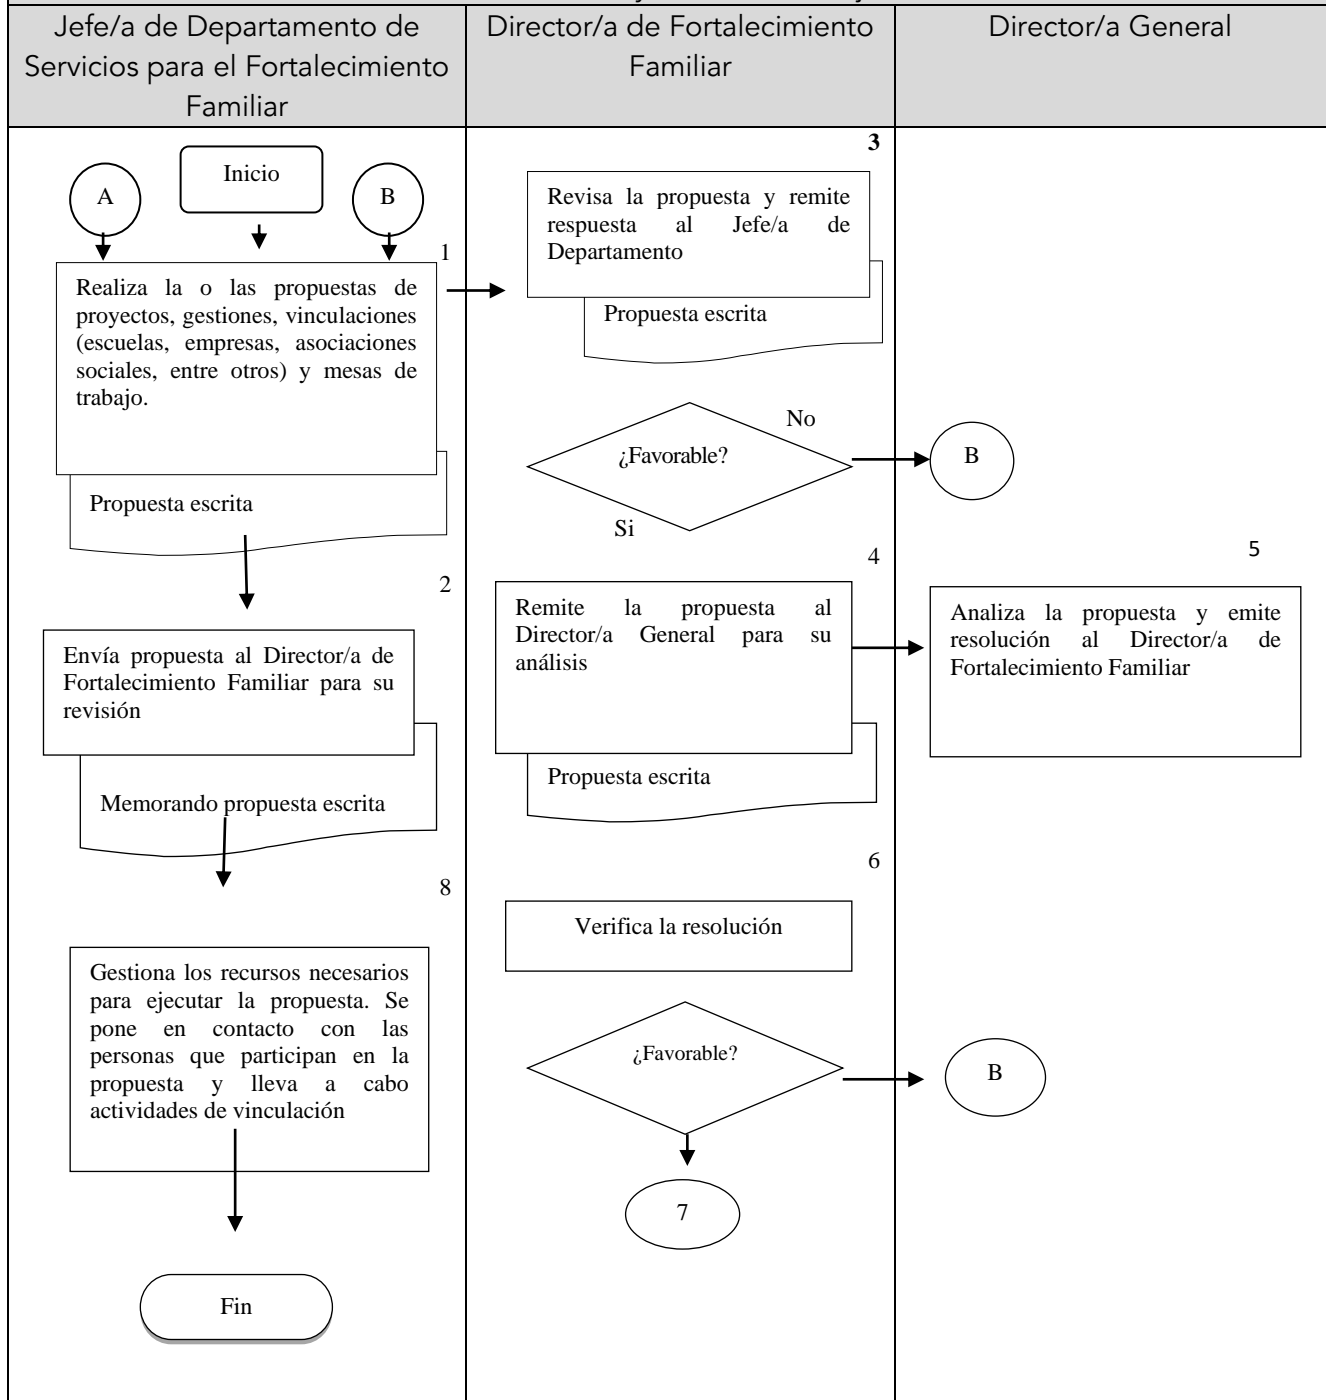 Jefe/a de Departamento de
Servicios para el Fortalecimiento
Familiar
Director/a de Fortalecimiento
Familiar
Director/a General
A
Inicio
B
1
Realiza la o las propuestas de
proyectos, gestiones, vinculaciones
(escuelas, empresas, asociaciones
sociales, entre otros) y mesas de
trabajo.
Propuesta escrita
2
Envía propuesta al Director/a de
Fortalecimiento Familiar para su
revisión
Memorando propuesta escrita
8
Gestiona los recursos necesarios
para ejecutar la propuesta. Se
pone en contacto con las
personas que participan en la
propuesta y lleva a cabo
actividades de vinculación
Fin
3
Revisa la propuesta y remite
respuesta al Jefe/a de
Departamento
Propuesta escrita
¿Favorable?
No
Si
B
4
Remite la propuesta al
Director/a General para su
análisis
Propuesta escrita
5
Analiza la propuesta y emite
resolución al Director/a de
Fortalecimiento Familiar
6
Verifica la resolución
¿Favorable?
B
7